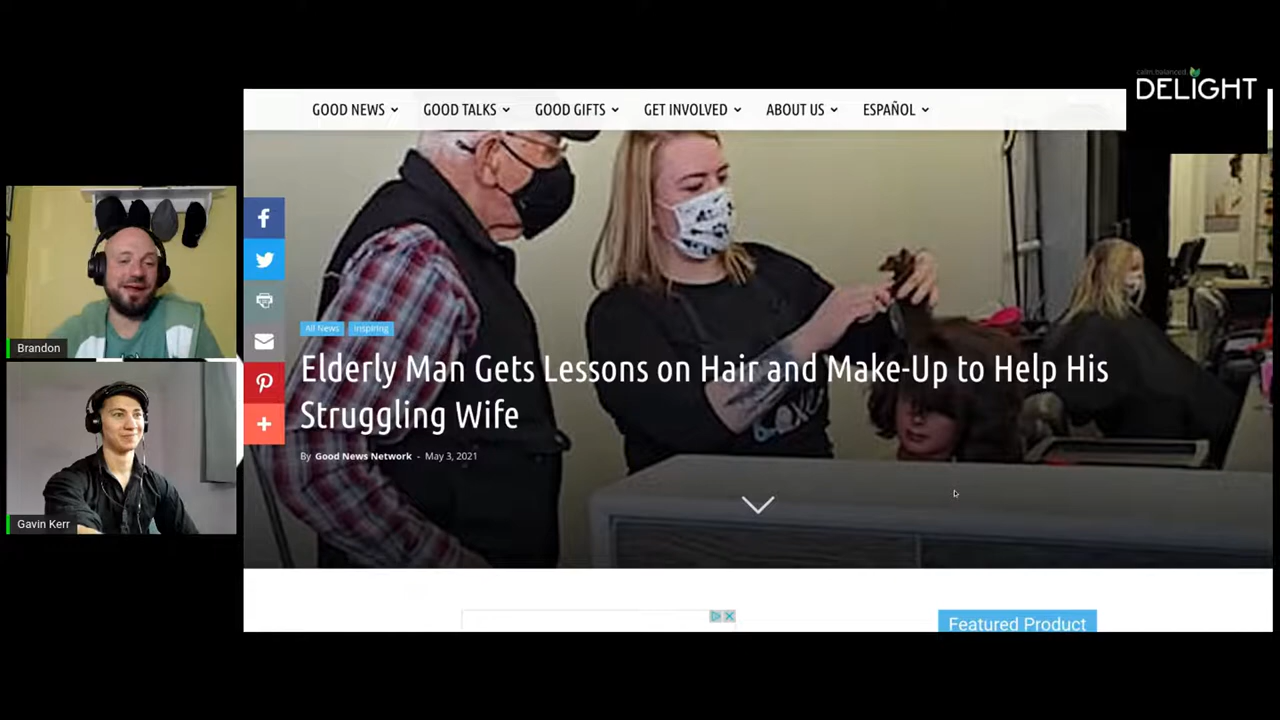 calm.balanced.
DELIGHT
GOOD NEWS GOOD TALKS GOOD GIFTS GET INVOLVED ABOUT US ESPAÑOL
Brandon
Gavin Kerr
All News Inspiring
Elderly Man Gets Lessons on Hair and Make-Up to Help His
Struggling Wife
By Good News Network - May 3, 2021
Featured Product